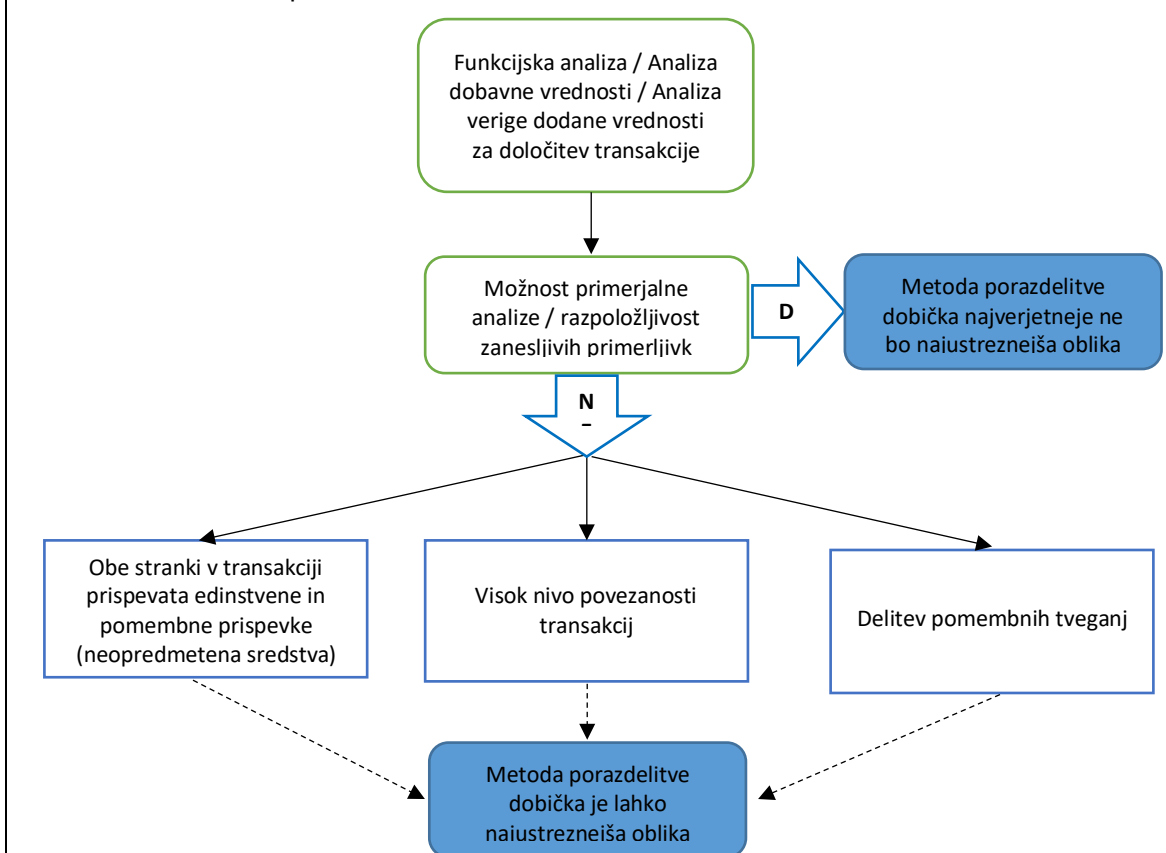 Funkcijska analiza / Analiza
dobavne vrednosti / Analiza
verige dodane vrednosti
za določitev transakcije
Možnost primerjalne
analize / razpoložljivost
zanesljivih primerljivk
D
Metoda porazdelitve
dobička najverjetneje ne
bo najustreznejša oblika
N
Obe stranki v transakciji
prispevata edinstvene in
pomembne prispevke
(neopredmetena sredstva)
Visok nivo povezanosti
transakcij
Delitev pomembnih tveganj
Metoda porazdelitve
dobička je lahko
najustreznejša oblika